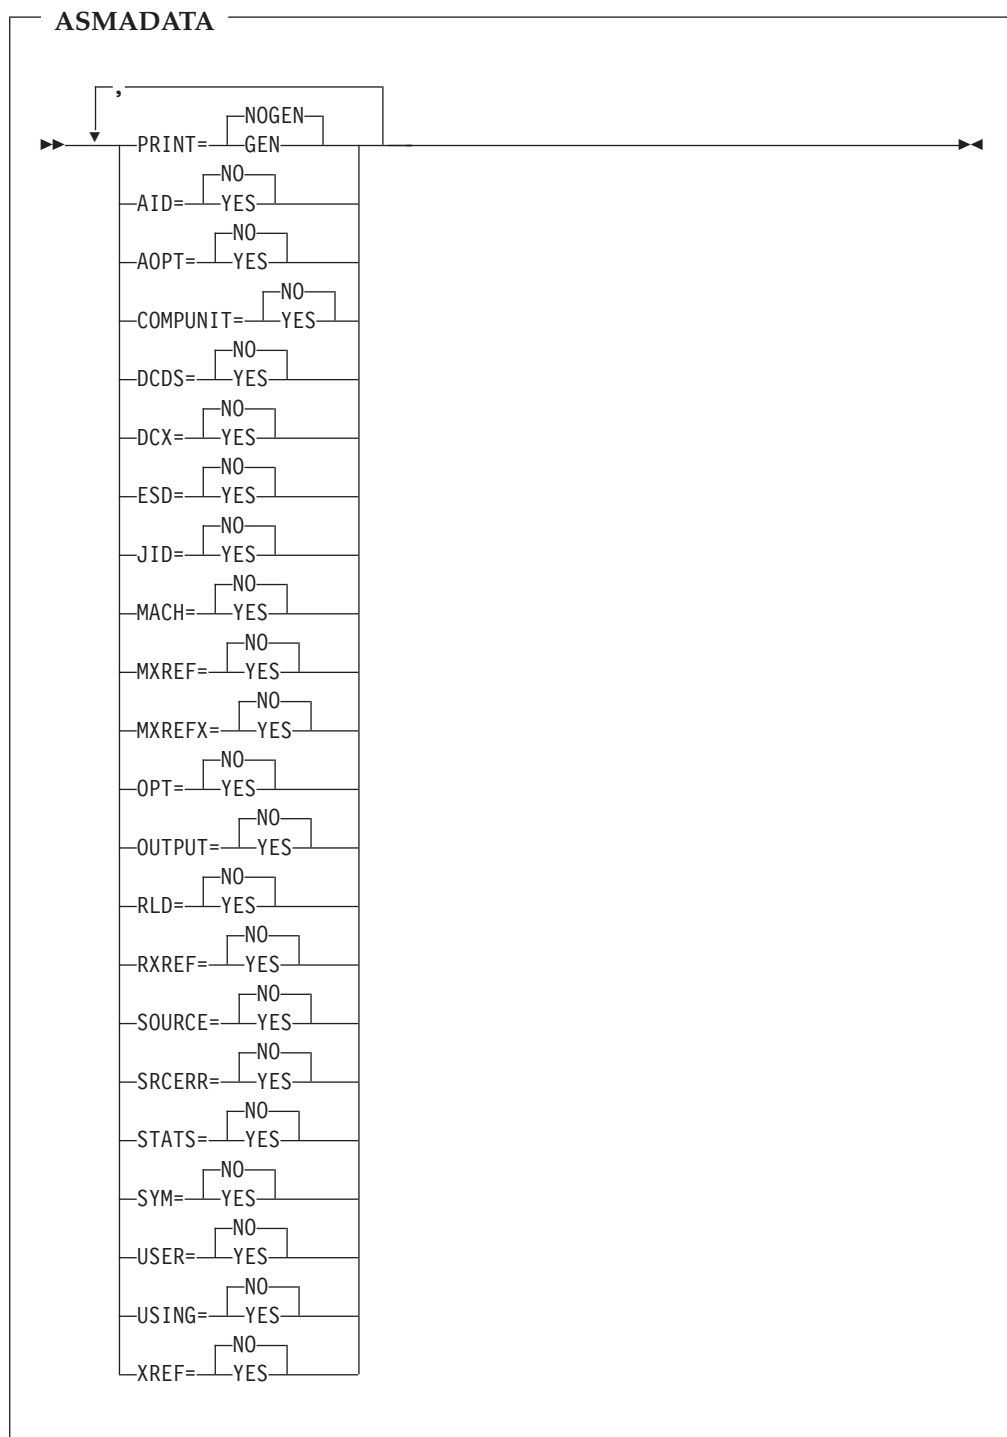 ASMADATA
,
NOGEN
PRINT= GEN
NO
AID= YES
NO
AOPT= YES
NO
COMPUNIT= YES
NO
DCDS= YES
NO
DCX= YES
NO
ESD= YES
NO
JID= YES
NO
MACH= YES
NO
MXREF= YES
NO
MXREFX= YES
NO
OPT= YES
NO
OUTPUT= YES
NO
RLD= YES
NO
RXREF= YES
NO
SOURCE= YES
NO
SRCERR= YES
NO
STATS= YES
NO
SYM= YES
NO
USER= YES
NO
USING= YES
NO
XREF= YES